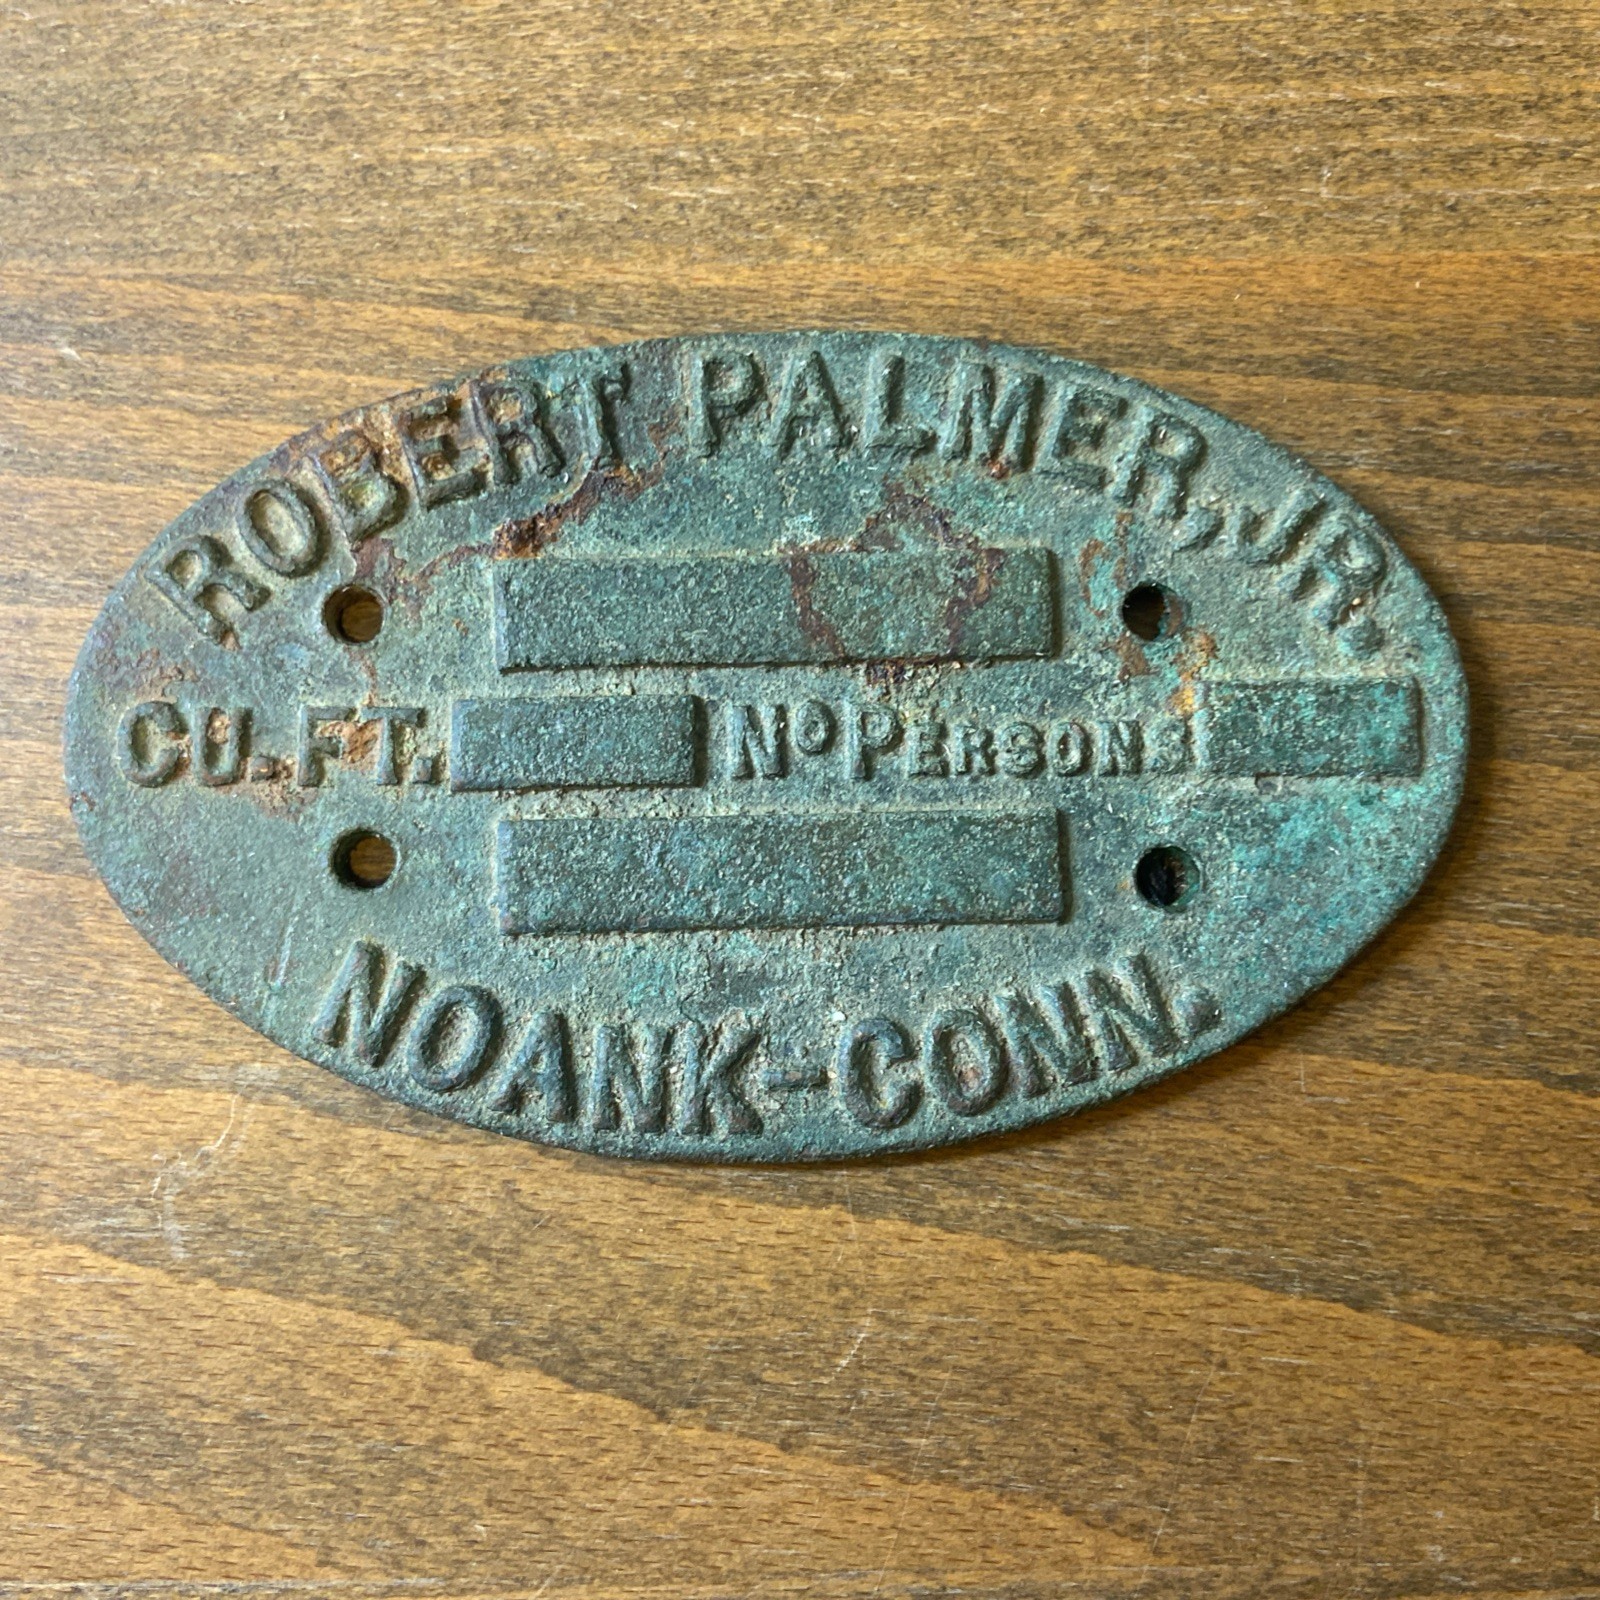 ROBERT PALMER, JR.
CU. FT. No PERSONS
NOANK-CONN.